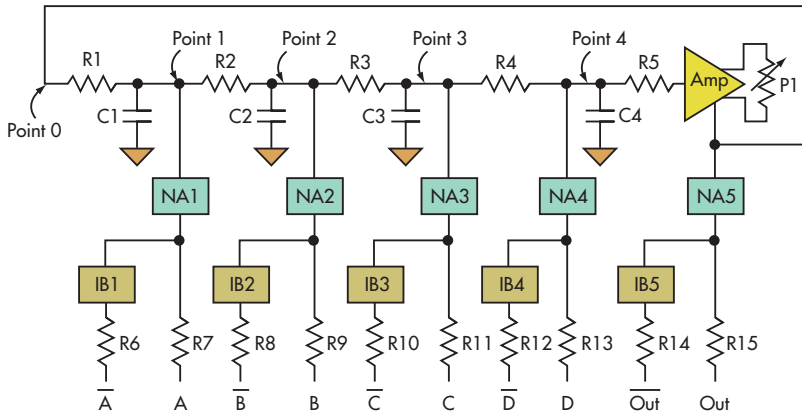 Point 1 Point 2 Point 3 Point 4
R1 R2 R3 R4 R5 Amp P1
Point 0 C1 C2 C3 C4
NA1 NA2 NA3 NA4 NA5
IB1 IB2 IB3 IB4 IB5
R6 R7 R8 R9 R10 R11 R12 R13 R14 R15
A̅ A B̅ B C̅ C D̅ D O̅u̅t̅ Out